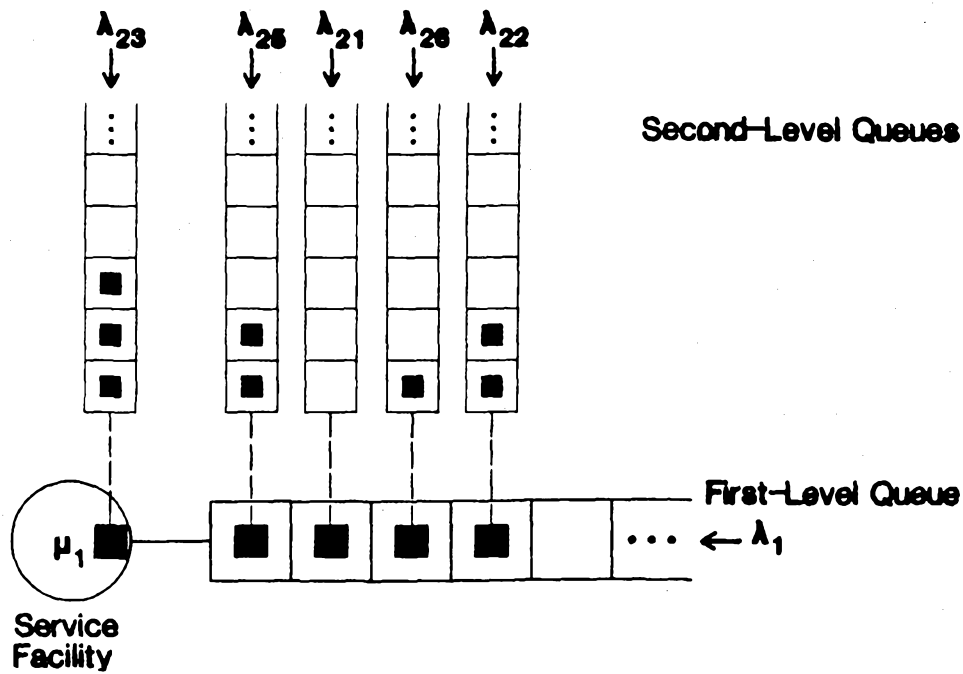 λ₂₃ λ₂₅ λ₂₁ λ₂₆ λ₂₂
Second-Level Queues
First-Level Queue
μ₁
λ₁
Service
Facility